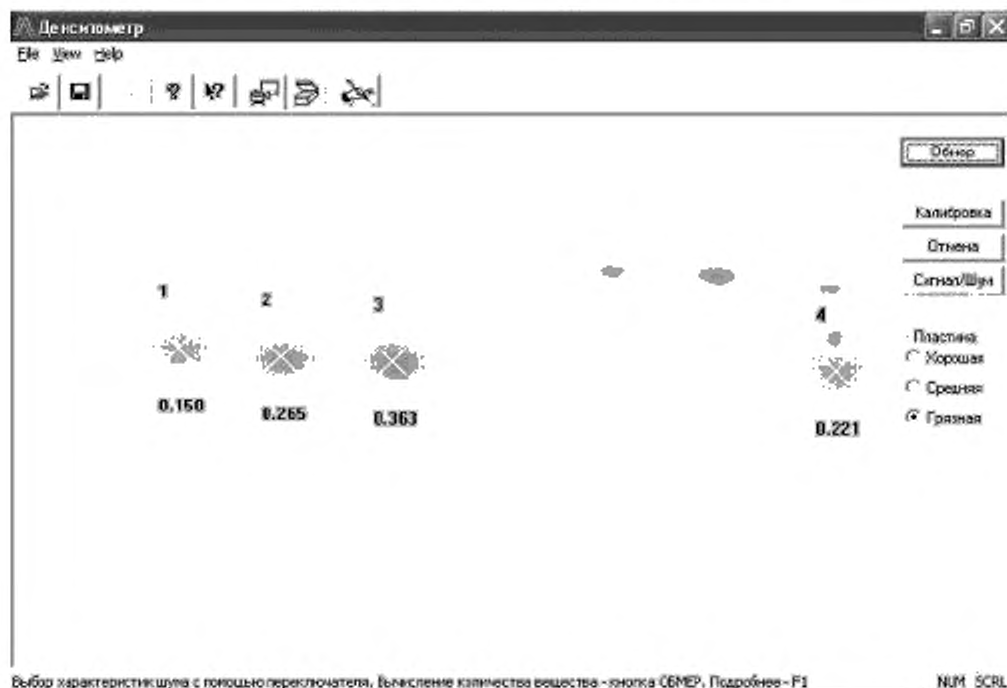 Денситометр
File View Help
Обмер
Калибровка
Отмена
Сигнал/Шум
1
2
3
4
Пластина
Хорошая
Средняя
Грязная
0.160
0.265
0.363
0.221
Выбор характеристик шума с помощью переключателя. Вычисление количества вещества - кнопка ОБМЕР. Подробнее - F1
NUM SCRL